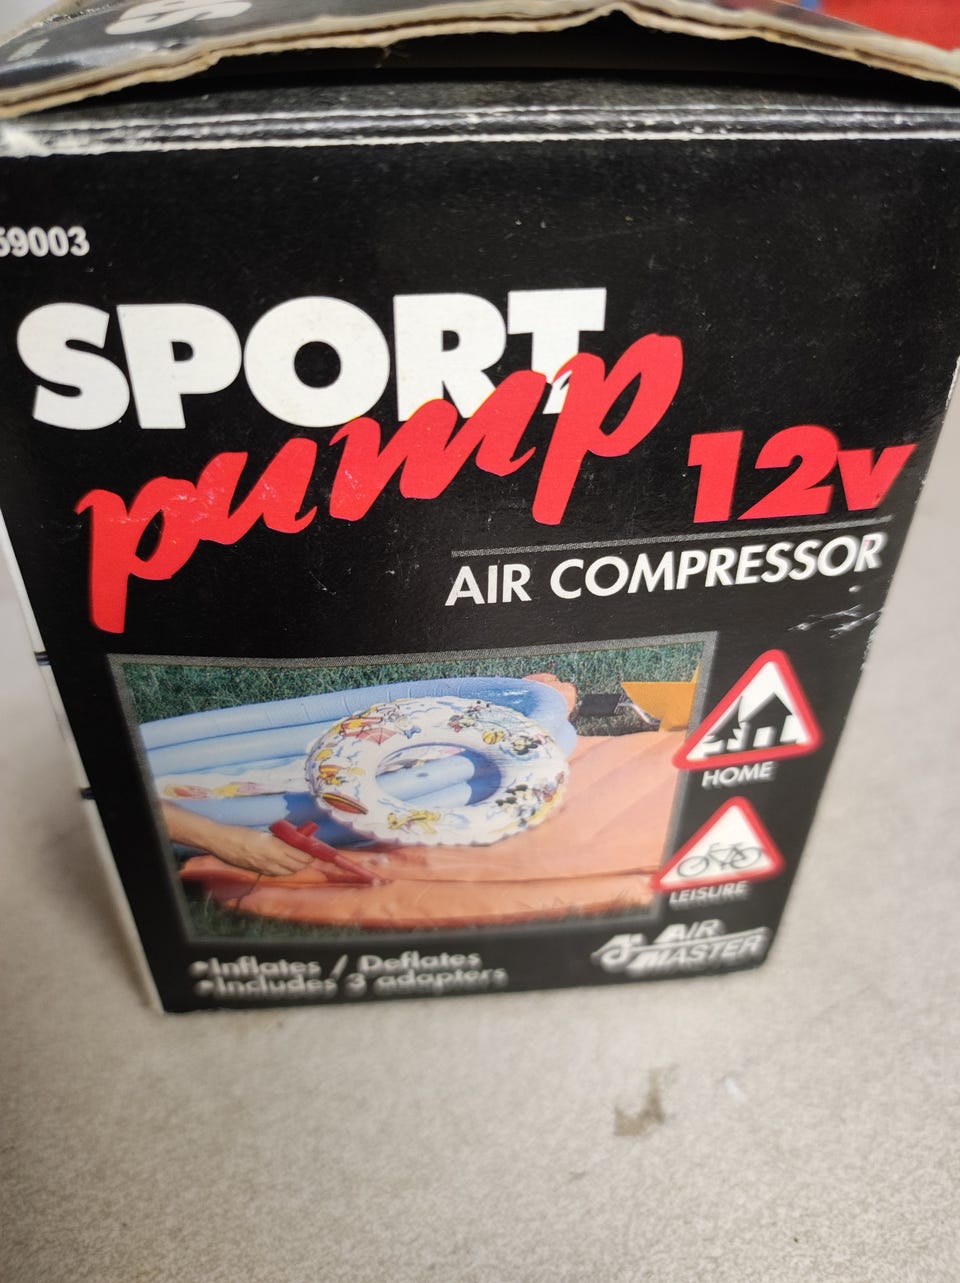 59003
SPORT
pump 12v
AIR COMPRESSOR
HOME
LEISURE
AIR
MASTER
•Inflates / Deflates
•Includes 3 adapters